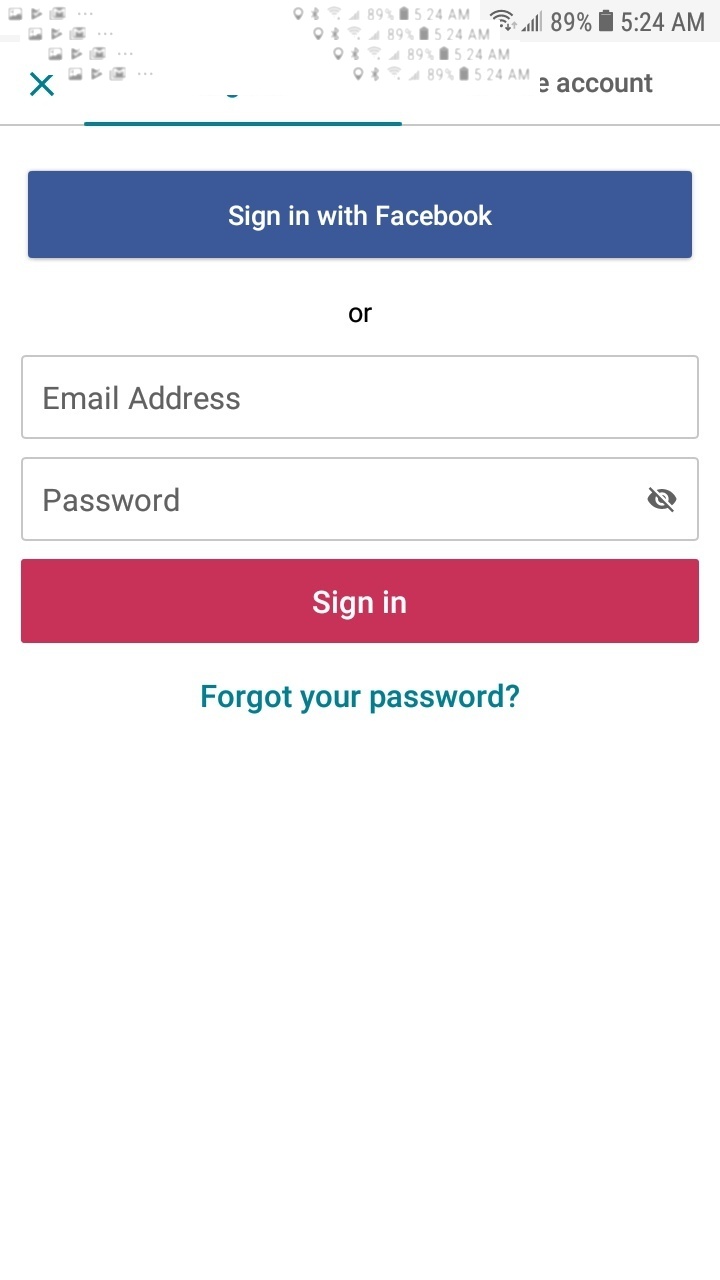 89% 5:24 AM
89% 5 24 AM
89% 5 24 AM
89% 5 24 AM
89% 5 24 AM
e account
Sign in with Facebook
or
Email Address
Password
Sign in
Forgot your password?